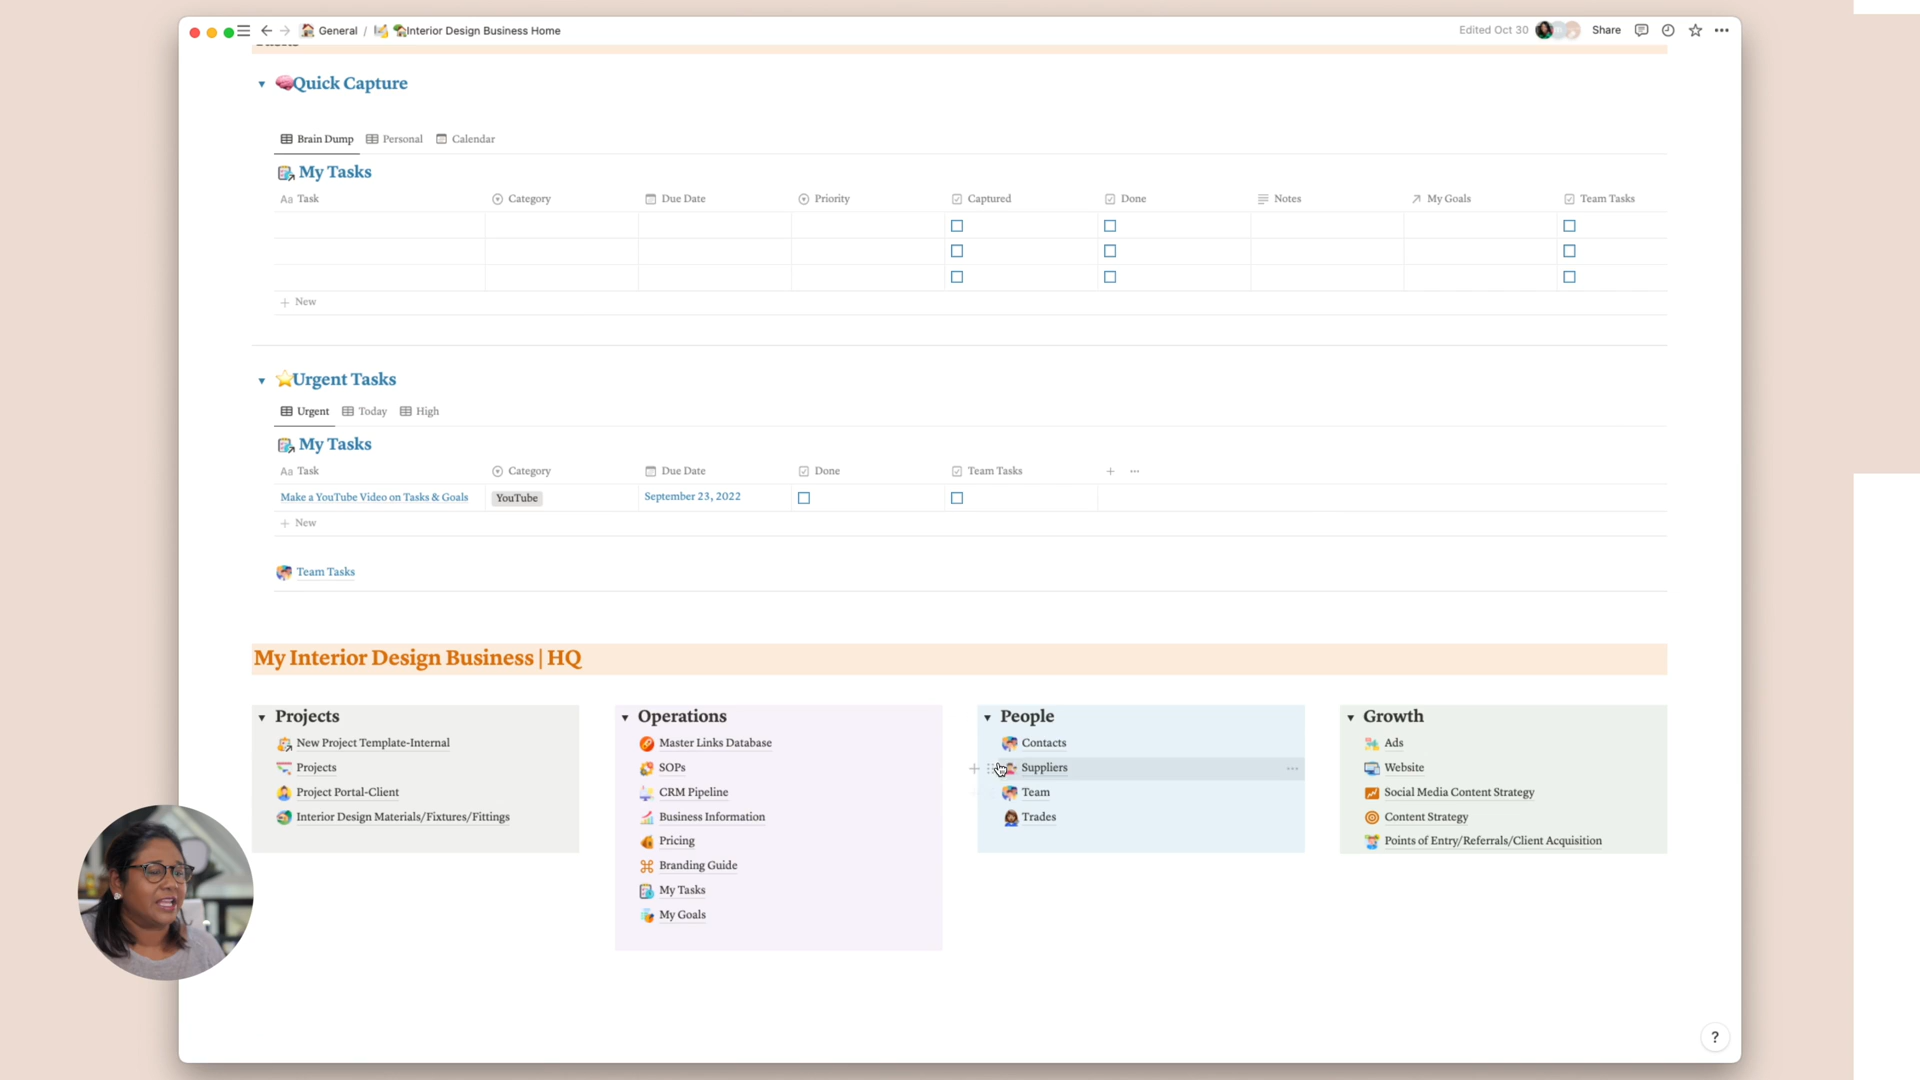 General / Interior Design Business Home
Edited Oct 30 Share
Quick Capture
Brain Dump Personal Calendar
My Tasks
Aa Task Category Due Date Priority Captured Done Notes My Goals Team Tasks
+ New
Urgent Tasks
Urgent Today High
My Tasks
Aa Task Category Due Date Done Team Tasks + ...
Make a YouTube Video on Tasks & Goals YouTube September 23, 2022
+ New
Team Tasks
My Interior Design Business | HQ
Projects
New Project Template-Internal
Projects
Project Portal-Client
Interior Design Materials/Fixtures/Fittings
Operations
Master Links Database
SOPs
CRM Pipeline
Business Information
Pricing
Branding Guide
My Tasks
My Goals
People
Contacts
Suppliers
Team
Trades
Growth
Ads
Website
Social Media Content Strategy
Content Strategy
Points of Entry/Referrals/Client Acquisition
?